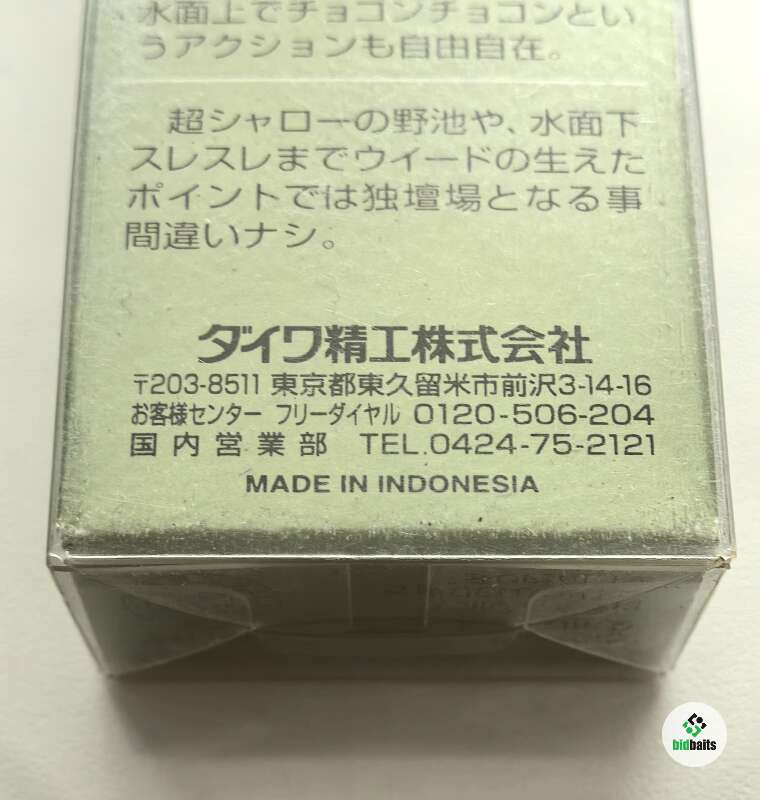 水面上でチョコンチョコンとい
うアクションも自由自在。
超シャローの野池や、水面下
スレスレまでウイードの生えた
ポイントでは独壇場となる事
間違いナシ。
ダイワ精工株式会社
〒203-8511 東京都東久留米市前沢3-14-16
お客様センター フリーダイヤル 0120-506-204
国内営業部 TEL.0424-75-2121
MADE IN INDONESIA
bidbaits